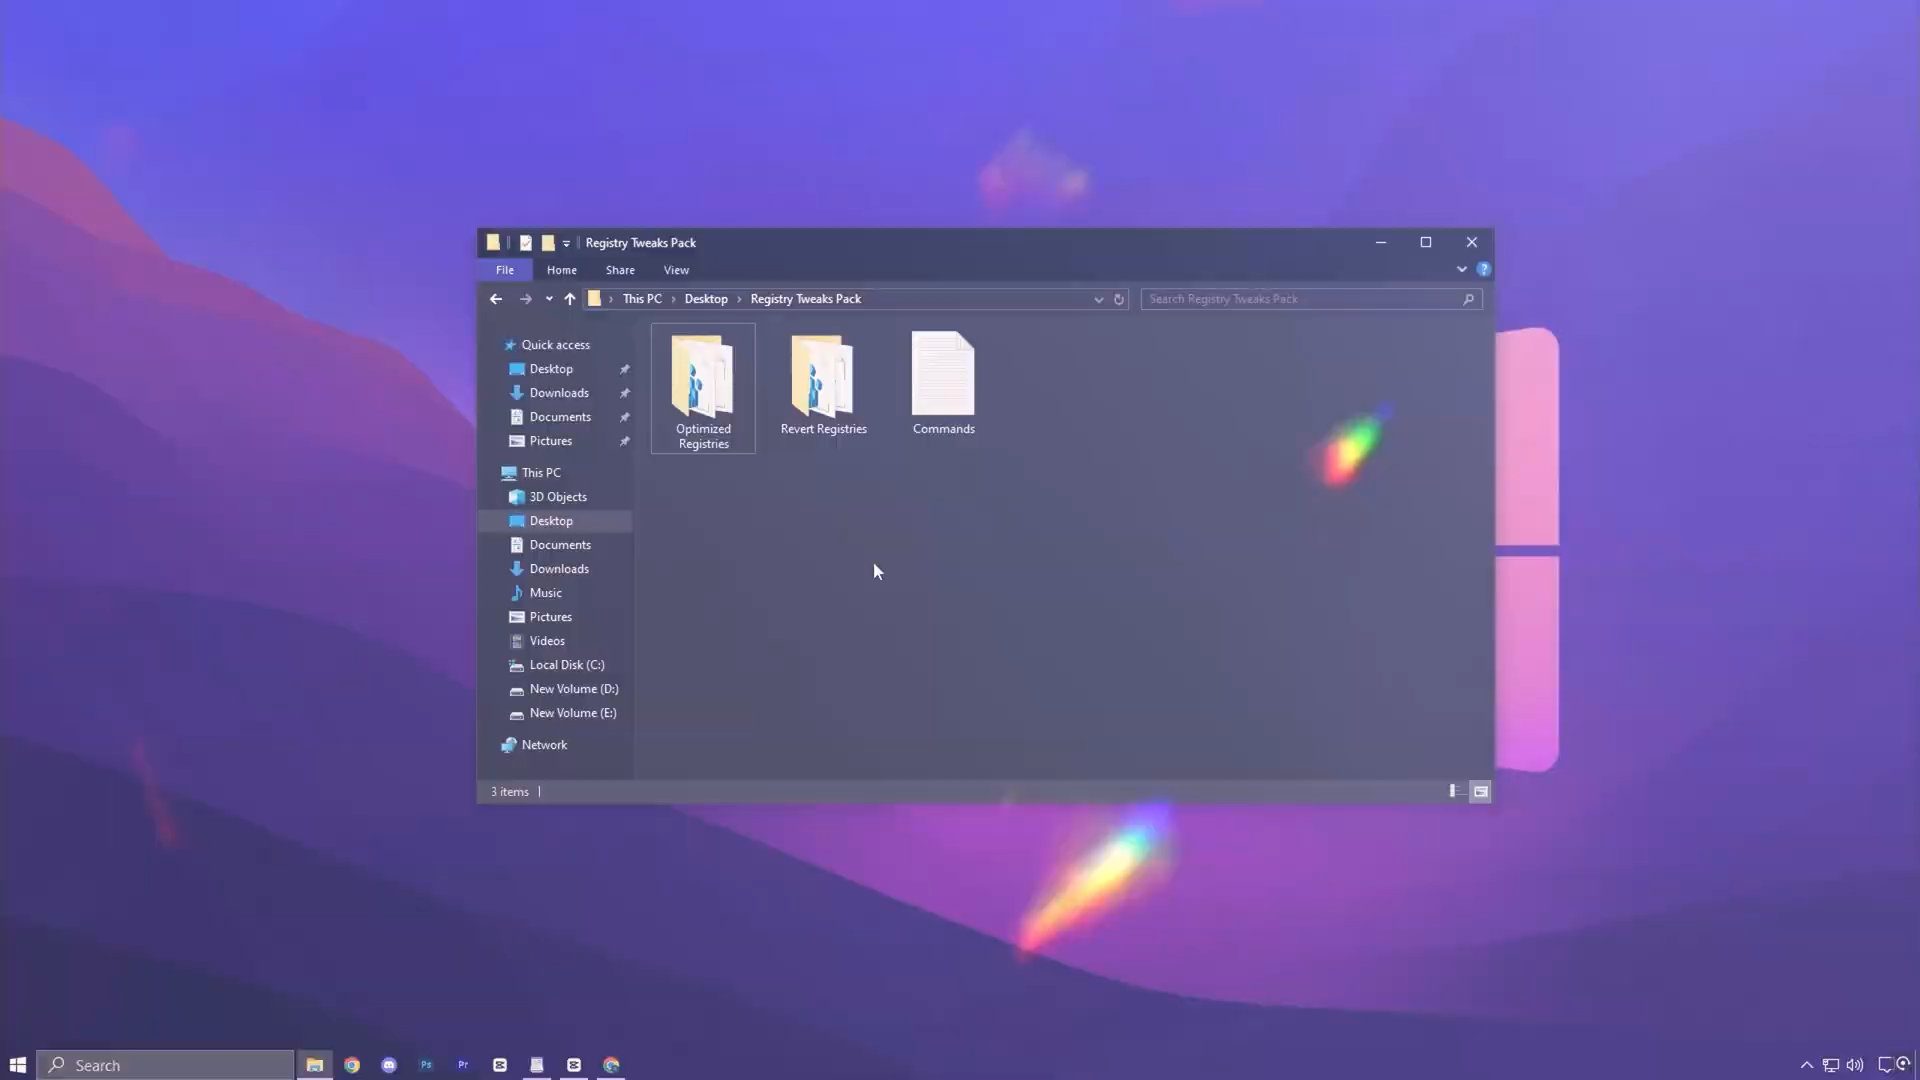 Registry Tweaks Pack
File Home Share View
This PC Desktop Registry Tweaks Pack
Search Registry Tweaks Pack
Quick access
Desktop
Downloads
Documents
Pictures
This PC
3D Objects
Desktop
Documents
Downloads
Music
Pictures
Videos
Local Disk (C:)
New Volume (D:)
New Volume (E:)
Network
Optimized
Registries
Revert Registries
Commands
3 items
Search
Ps
Pr